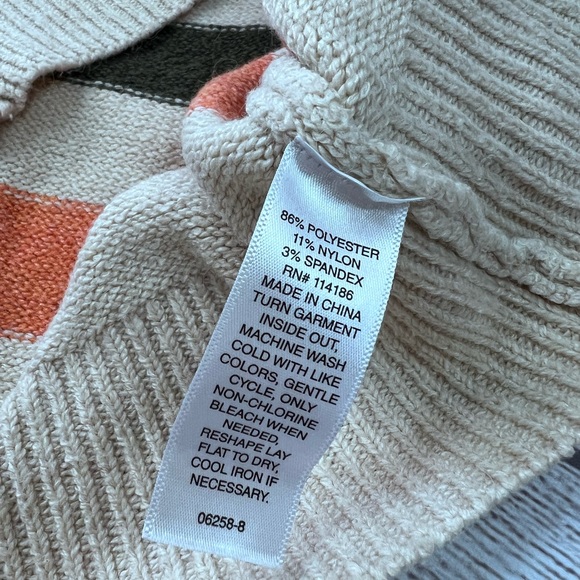 86% POLYESTER
11% NYLON
3% SPANDEX
RN# 114186
MADE IN CHINA
TURN GARMENT
INSIDE OUT,
MACHINE WASH
COLD WITH LIKE
COLORS, GENTLE
CYCLE, ONLY
NON-CHLORINE
BLEACH WHEN
NEEDED,
RESHAPE LAY
FLAT TO DRY,
COOL IRON IF
NECESSARY.
06258-8